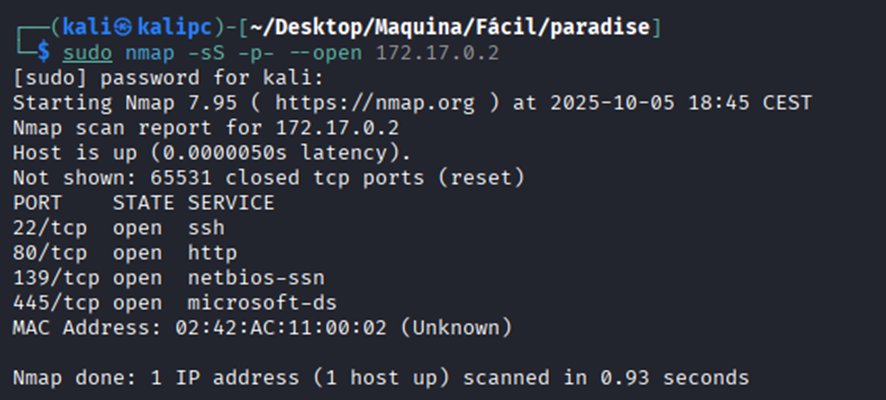 ┌──(kali㉿kalipc)-[~/Desktop/Maquina/Fácil/paradise]
└─$ sudo nmap -sS -p- --open 172.17.0.2
[sudo] password for kali:
Starting Nmap 7.95 ( https://nmap.org ) at 2025-10-05 18:45 CEST
Nmap scan report for 172.17.0.2
Host is up (0.0000050s latency).
Not shown: 65531 closed tcp ports (reset)
PORT    STATE SERVICE
22/tcp  open  ssh
80/tcp  open  http
139/tcp open  netbios-ssn
445/tcp open  microsoft-ds
MAC Address: 02:42:AC:11:00:02 (Unknown)

Nmap done: 1 IP address (1 host up) scanned in 0.93 seconds